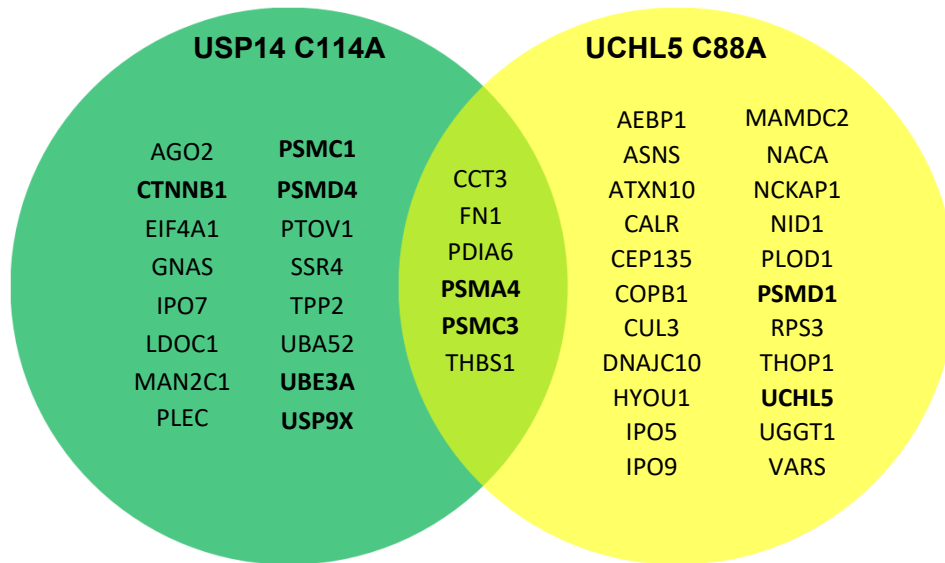 USP14 C114A
UCHL5 C88A
AGO2
CTNNB1
EIF4A1
GNAS
IPO7
LDOC1
MAN2C1
PLEC
PSMC1
PSMD4
PTOV1
SSR4
TPP2
UBA52
UBE3A
USP9X
CCT3
FN1
PDIA6
PSMA4
PSMC3
THBS1
AEBP1
ASNS
ATXN10
CALR
CEP135
COPB1
CUL3
DNAJC10
HYOU1
IPO5
IPO9
MAMDC2
NACA
NCKAP1
NID1
PLOD1
PSMD1
RPS3
THOP1
UCHL5
UGGT1
VARS